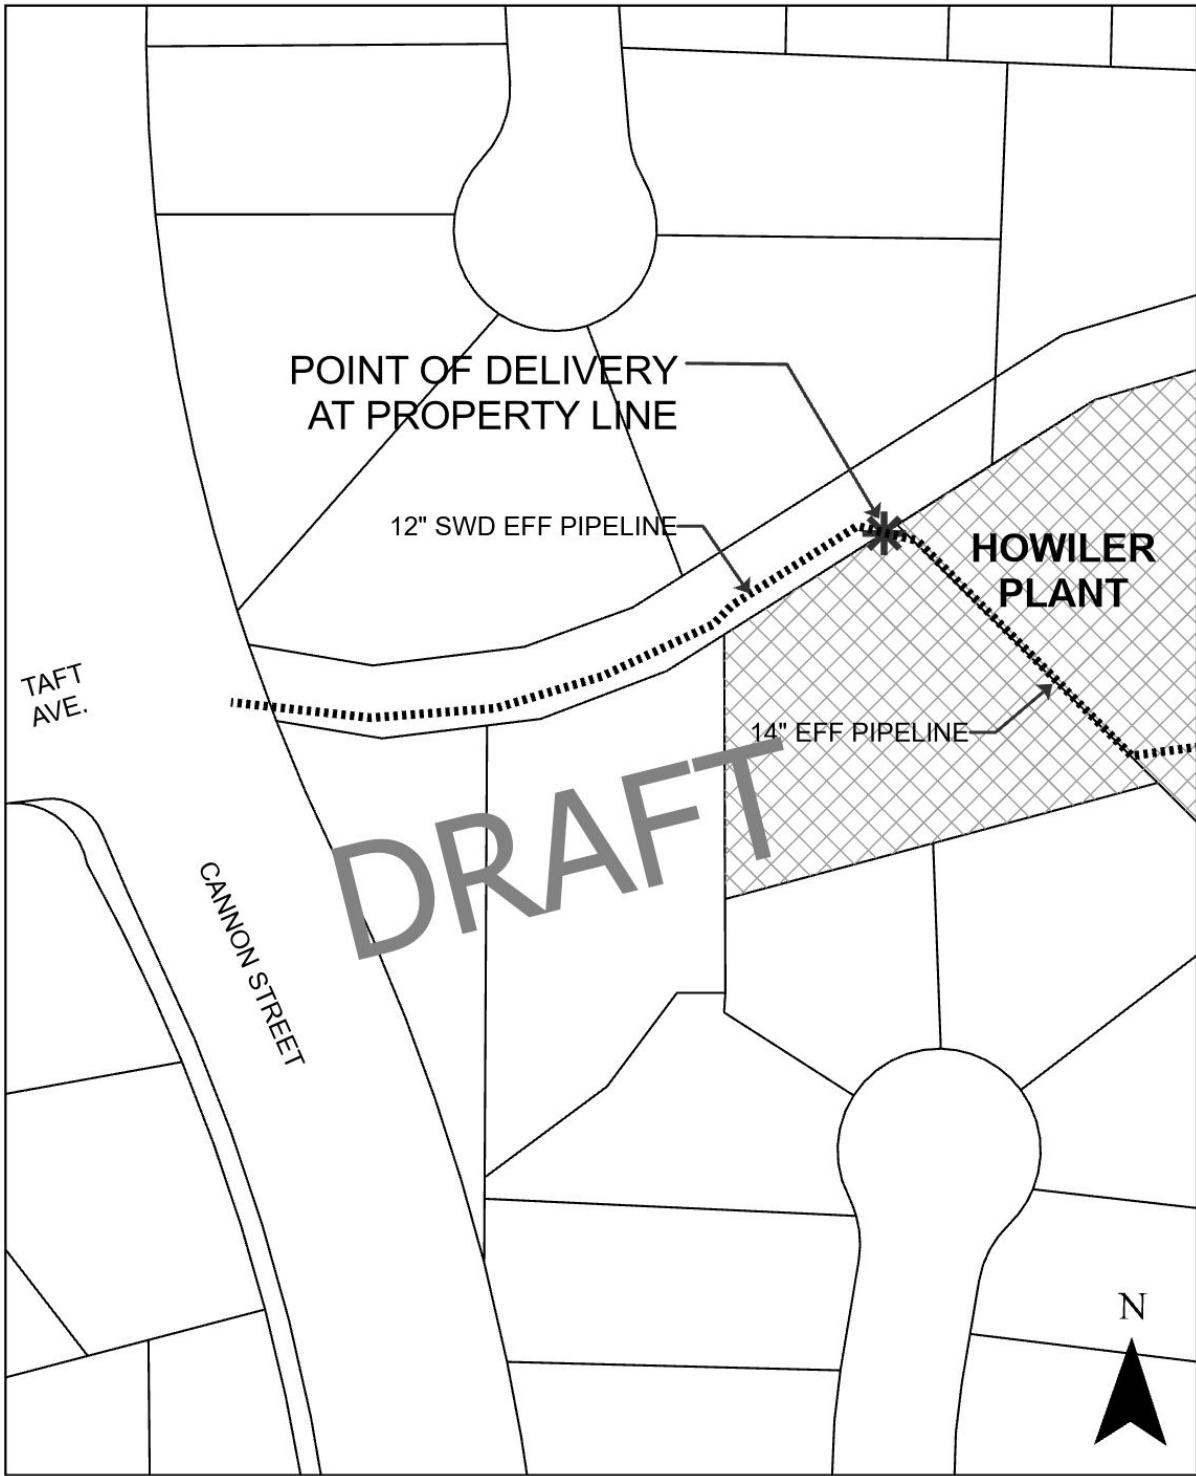 POINT OF DELIVERY
AT PROPERTY LINE
12" SWD EFF PIPELINE
HOWILER
PLANT
TAFT
AVE.
14" EFF PIPELINE
DRAFT
CANNON STREET
N